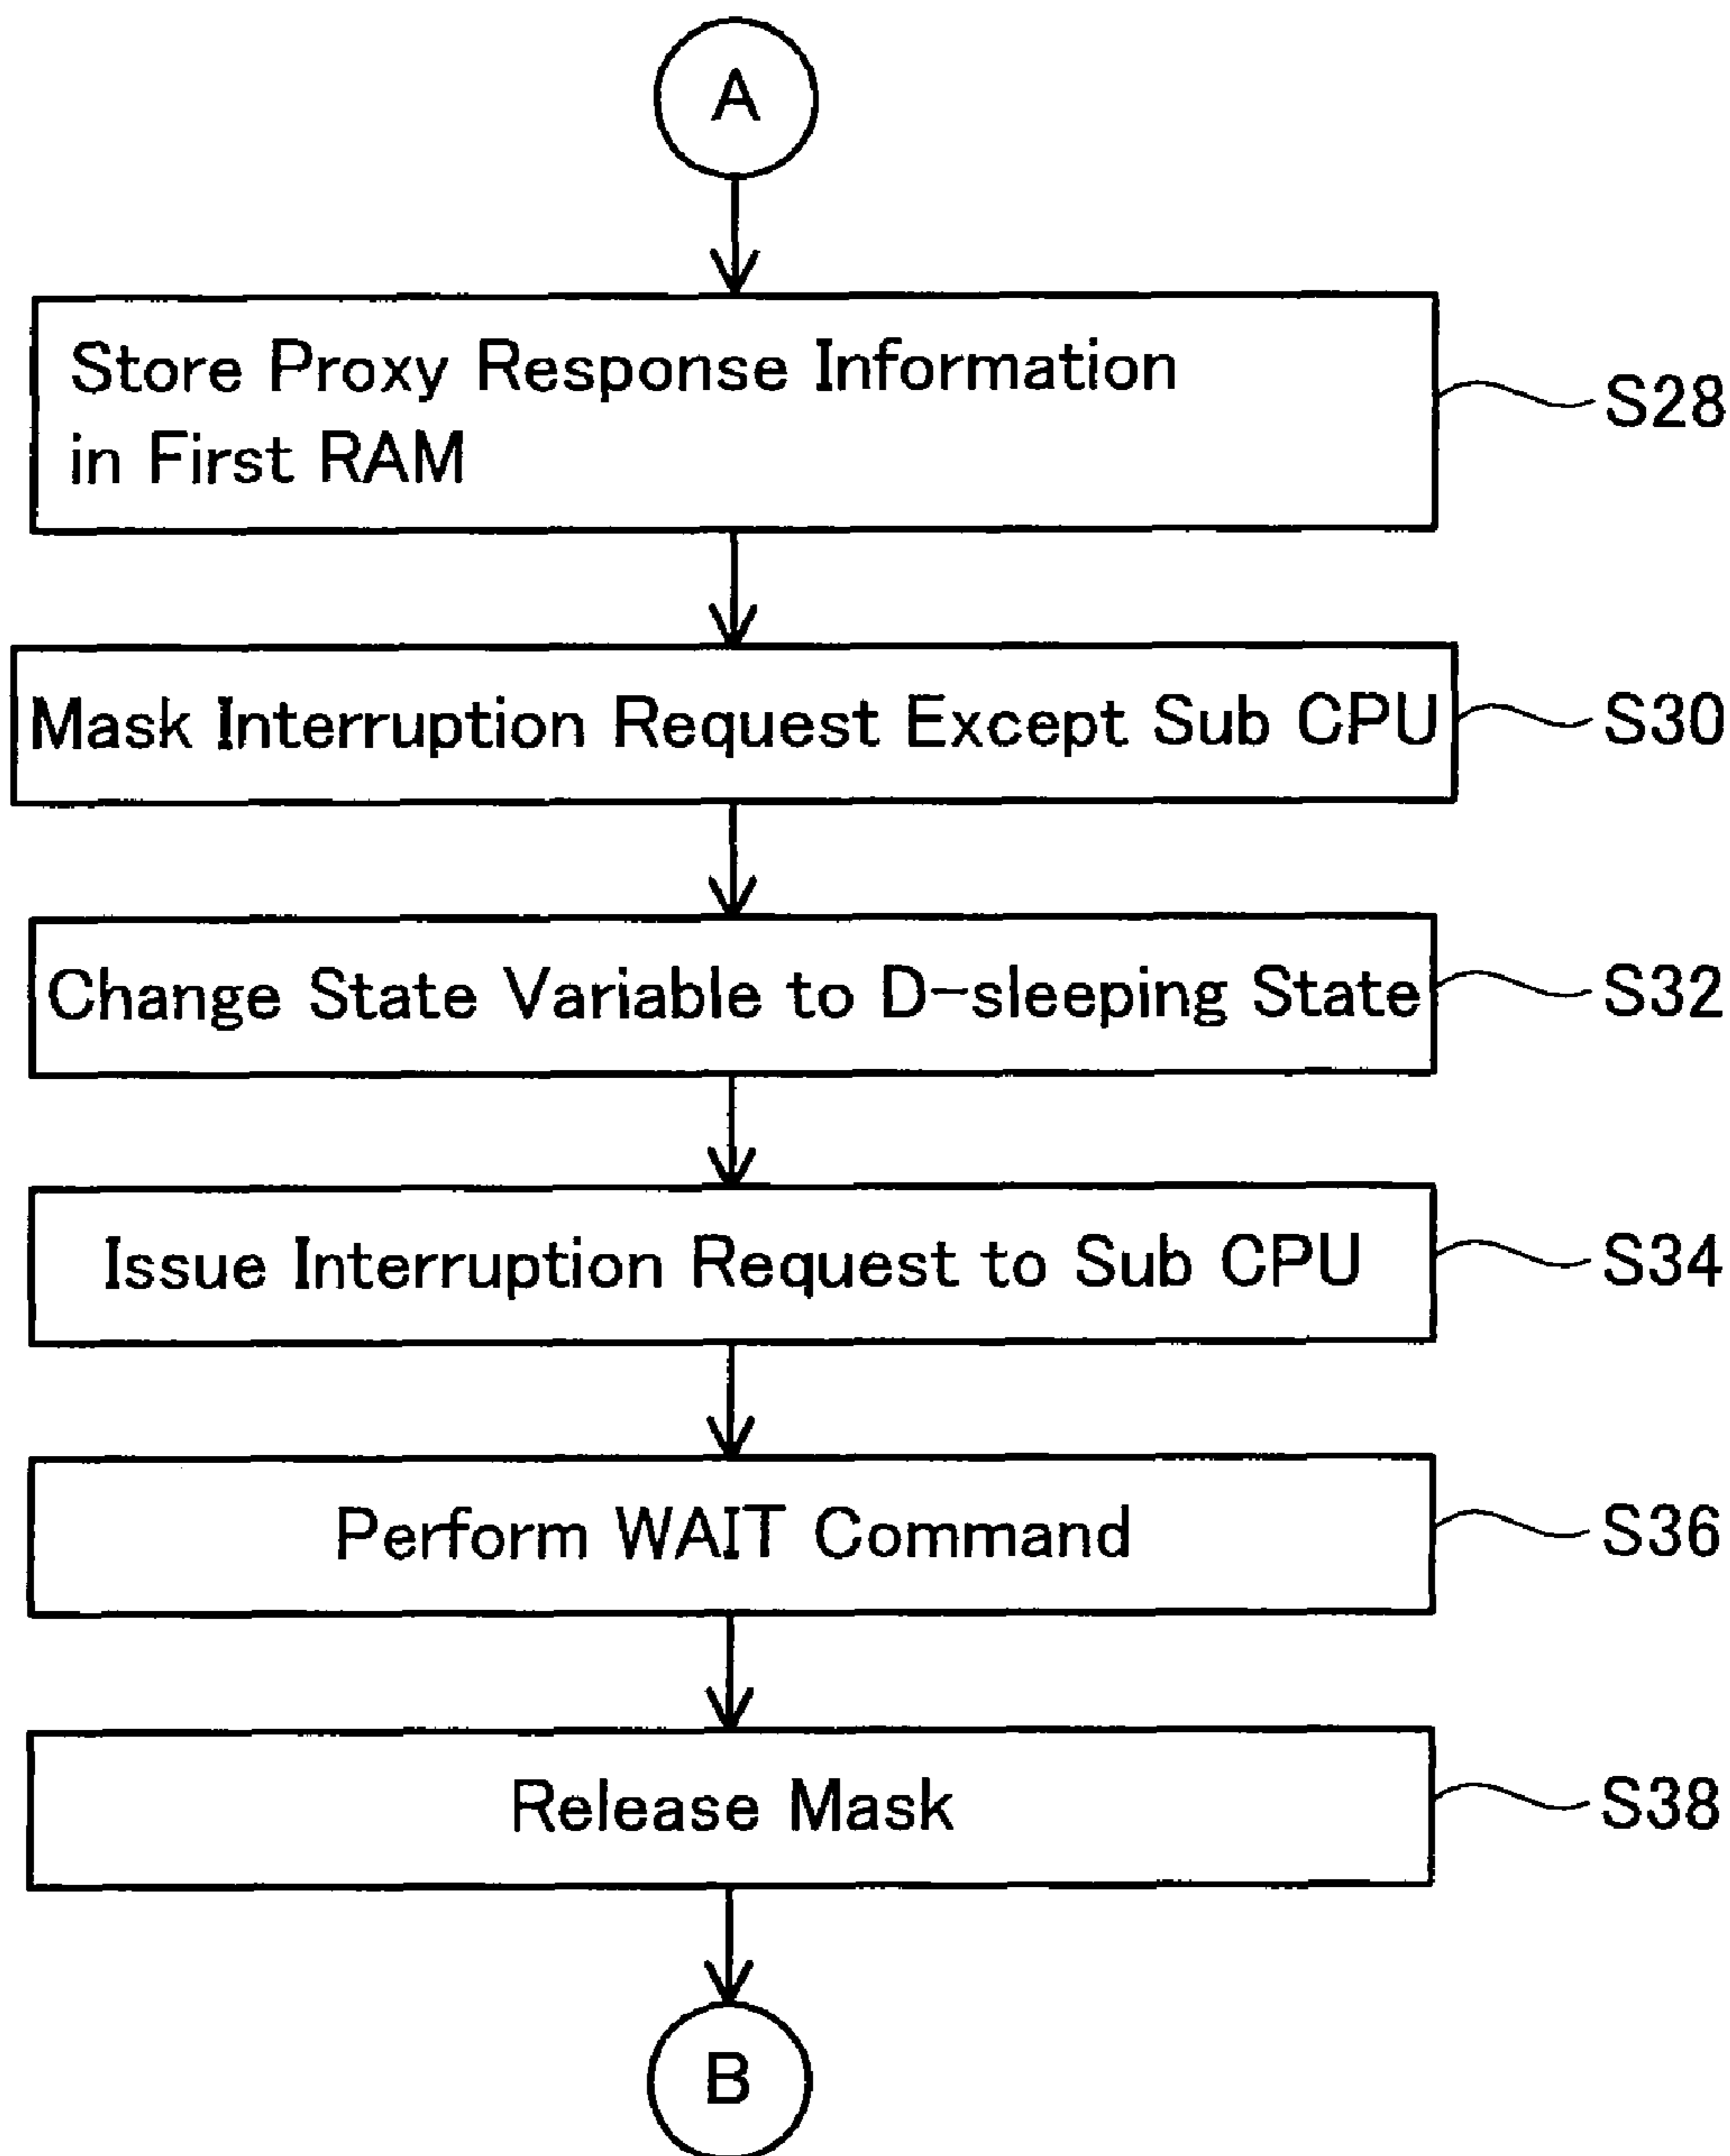 A
Store Proxy Response Information
in First RAM
S28
Mask Interruption Request Except Sub CPU
S30
Change State Variable to D-sleeping State
S32
Issue Interruption Request to Sub CPU
S34
Perform WAIT Command
S36
Release Mask
S38
B